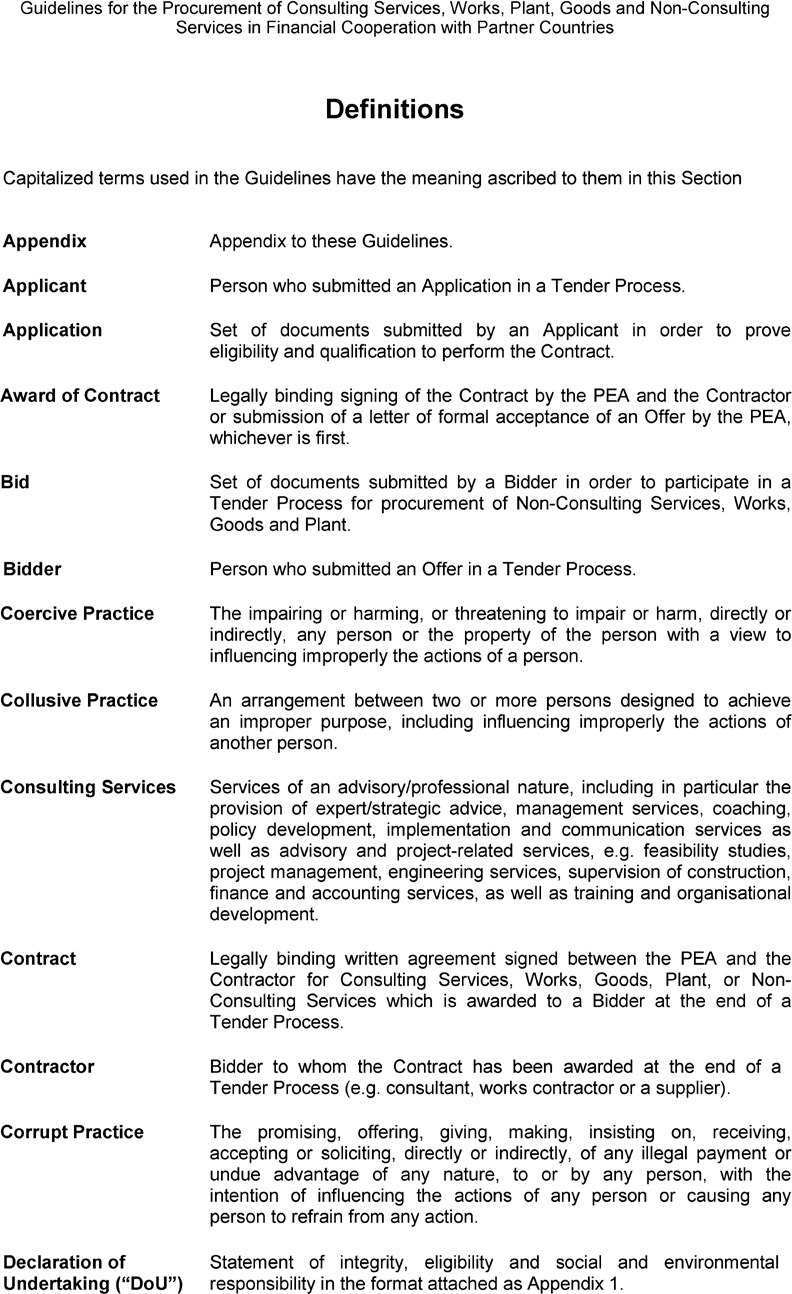 Guidelines for the Procurement of Consulting Services, Works, Plant, Goods and Non-Consulting
Services in Financial Cooperation with Partner Countries
Definitions
Capitalized terms used in the Guidelines have the meaning ascribed to them in this Section
Appendix Appendix to these Guidelines.
Applicant Person who submitted an Application in a Tender Process.
Application Set of documents submitted by an Applicant in order to prove
eligibility and qualification to perform the Contract.
Award of Contract Legally binding signing of the Contract by the PEA and the Contractor
or submission of a letter of formal acceptance of an Offer by the PEA,
whichever is first.
Bid Set of documents submitted by a Bidder in order to participate in a
Tender Process for procurement of Non-Consulting Services, Works,
Goods and Plant.
Bidder Person who submitted an Offer in a Tender Process.
Coercive Practice The impairing or harming, or threatening to impair or harm, directly or
indirectly, any person or the property of the person with a view to
influencing improperly the actions of a person.
Collusive Practice An arrangement between two or more persons designed to achieve
an improper purpose, including influencing improperly the actions of
another person.
Consulting Services Services of an advisory/professional nature, including in particular the
provision of expert/strategic advice, management services, coaching,
policy development, implementation and communication services as
well as advisory and project-related services, e.g. feasibility studies,
project management, engineering services, supervision of construction,
finance and accounting services, as well as training and organisational
development.
Contract Legally binding written agreement signed between the PEA and the
Contractor for Consulting Services, Works, Goods, Plant, or Non-
Consulting Services which is awarded to a Bidder at the end of a
Tender Process.
Contractor Bidder to whom the Contract has been awarded at the end of a
Tender Process (e.g. consultant, works contractor or a supplier).
Corrupt Practice The promising, offering, giving, making, insisting on, receiving,
accepting or soliciting, directly or indirectly, of any illegal payment or
undue advantage of any nature, to or by any person, with the
intention of influencing the actions of any person or causing any
person to refrain from any action.
Declaration of Statement of integrity, eligibility and social and environmental
Undertaking (“DoU”) responsibility in the format attached as Appendix 1.